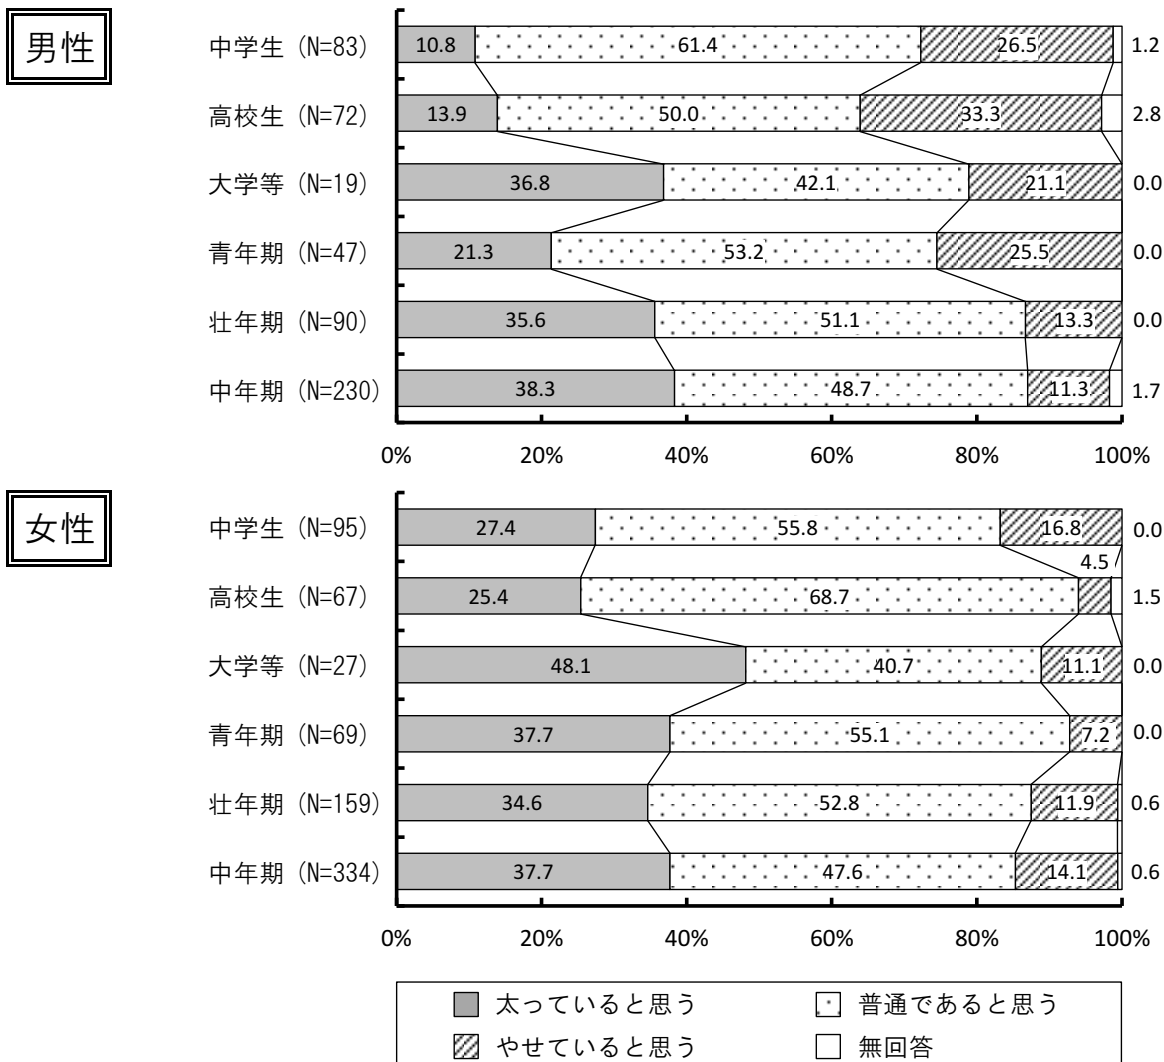 男性
中学生 (N=83) 10.8 61.4 26.5 1.2
高校生 (N=72) 13.9 50.0 33.3 2.8
大学等 (N=19) 36.8 42.1 21.1 0.0
青年期 (N=47) 21.3 53.2 25.5 0.0
壮年期 (N=90) 35.6 51.1 13.3 0.0
中年期 (N=230) 38.3 48.7 11.3 1.7
0% 20% 40% 60% 80% 100%
女性
中学生 (N=95) 27.4 55.8 16.8 0.0
高校生 (N=67) 25.4 68.7 4.5 1.5
大学等 (N=27) 48.1 40.7 11.1 0.0
青年期 (N=69) 37.7 55.1 7.2 0.0
壮年期 (N=159) 34.6 52.8 11.9 0.6
中年期 (N=334) 37.7 47.6 14.1 0.6
0% 20% 40% 60% 80% 100%
太っていると思う 普通であると思う
やせていると思う 無回答